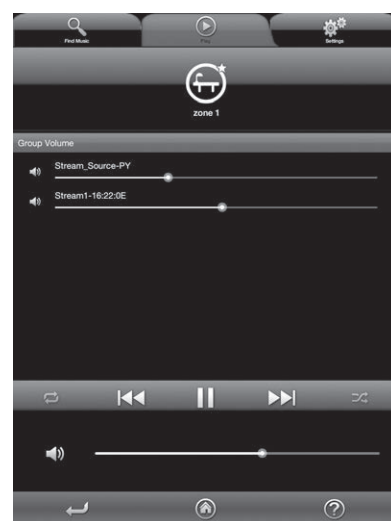 Find Music
Play
Settings
zone 1
Group Volume
Stream_Source-PY
Stream1-16:22:0E
?